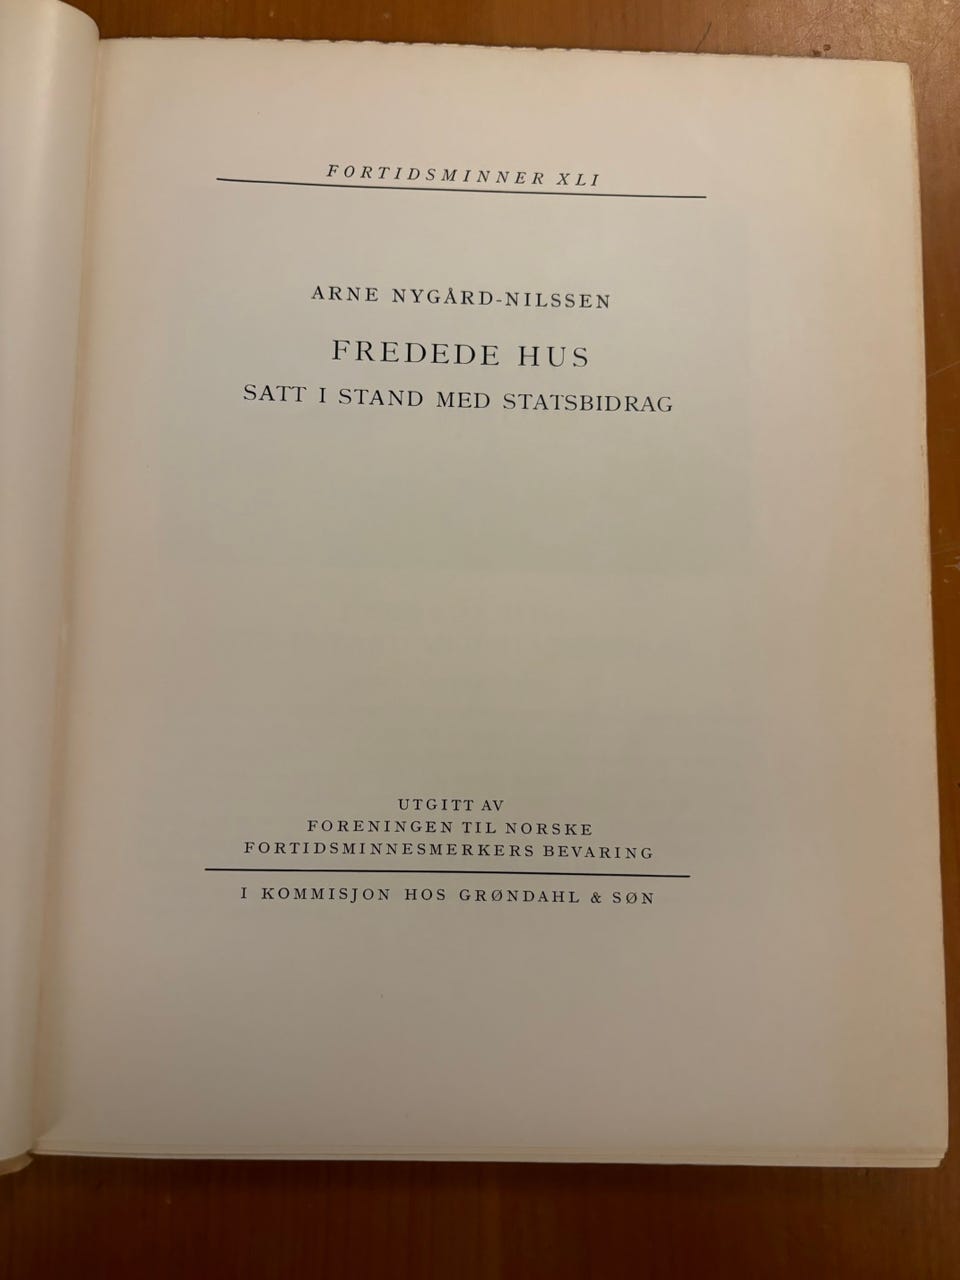 FORTIDSMINNER XLI
ARNE NYGÅRD-NILSSEN
FREDEDE HUS
SATT I STAND MED STATSBIDRAG
UTGITT AV
FORENINGEN TIL NORSKE
FORTIDSMINNESMERKERS BEVARING
I KOMMISJON HOS GRØNDAHL & SØN